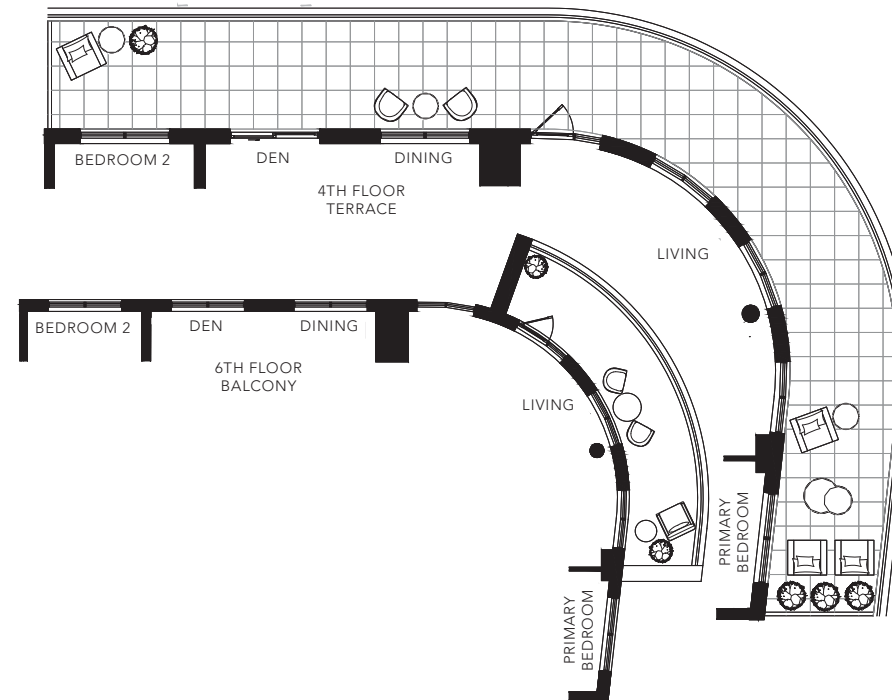 BEDROOM 2
DEN
DINING
4TH FLOOR
TERRACE
LIVING
PRIMARY
BEDROOM
BEDROOM 2
DEN
DINING
6TH FLOOR
BALCONY
LIVING
PRIMARY
BEDROOM